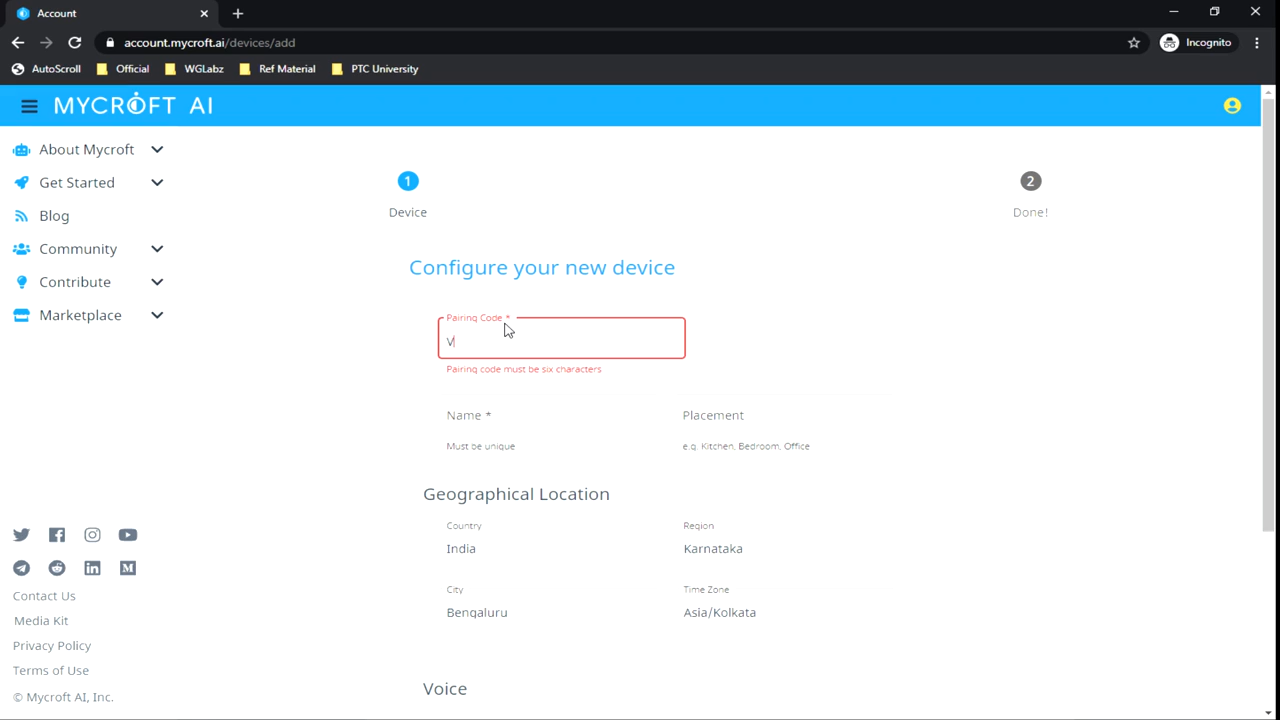 Account
account.mycroft.ai/devices/add
Incognito
AutoScroll
Official
WGLabz
Ref Material
PTC University
MYCROFT AI
About Mycroft
Get Started
Blog
Community
Contribute
Marketplace
1
Device
2
Done!
Configure your new device
Pairing Code *
V
Pairing code must be six characters
Name *
Placement
Must be unique
e.g. Kitchen, Bedroom, Office
Geographical Location
Country
Region
India
Karnataka
City
Time Zone
Bengaluru
Asia/Kolkata
Voice
Contact Us
Media Kit
Privacy Policy
Terms of Use
© Mycroft AI, Inc.